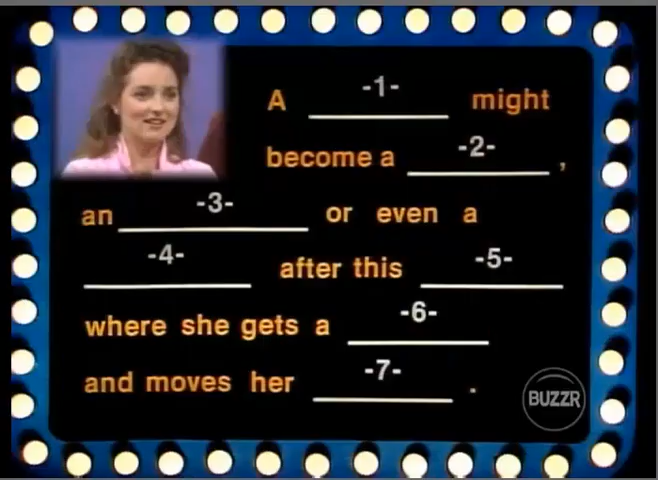 A -1- might
become a -2- ,
an -3- or even a
-4- after this -5-
where she gets a -6-
and moves her -7- .
BUZZR